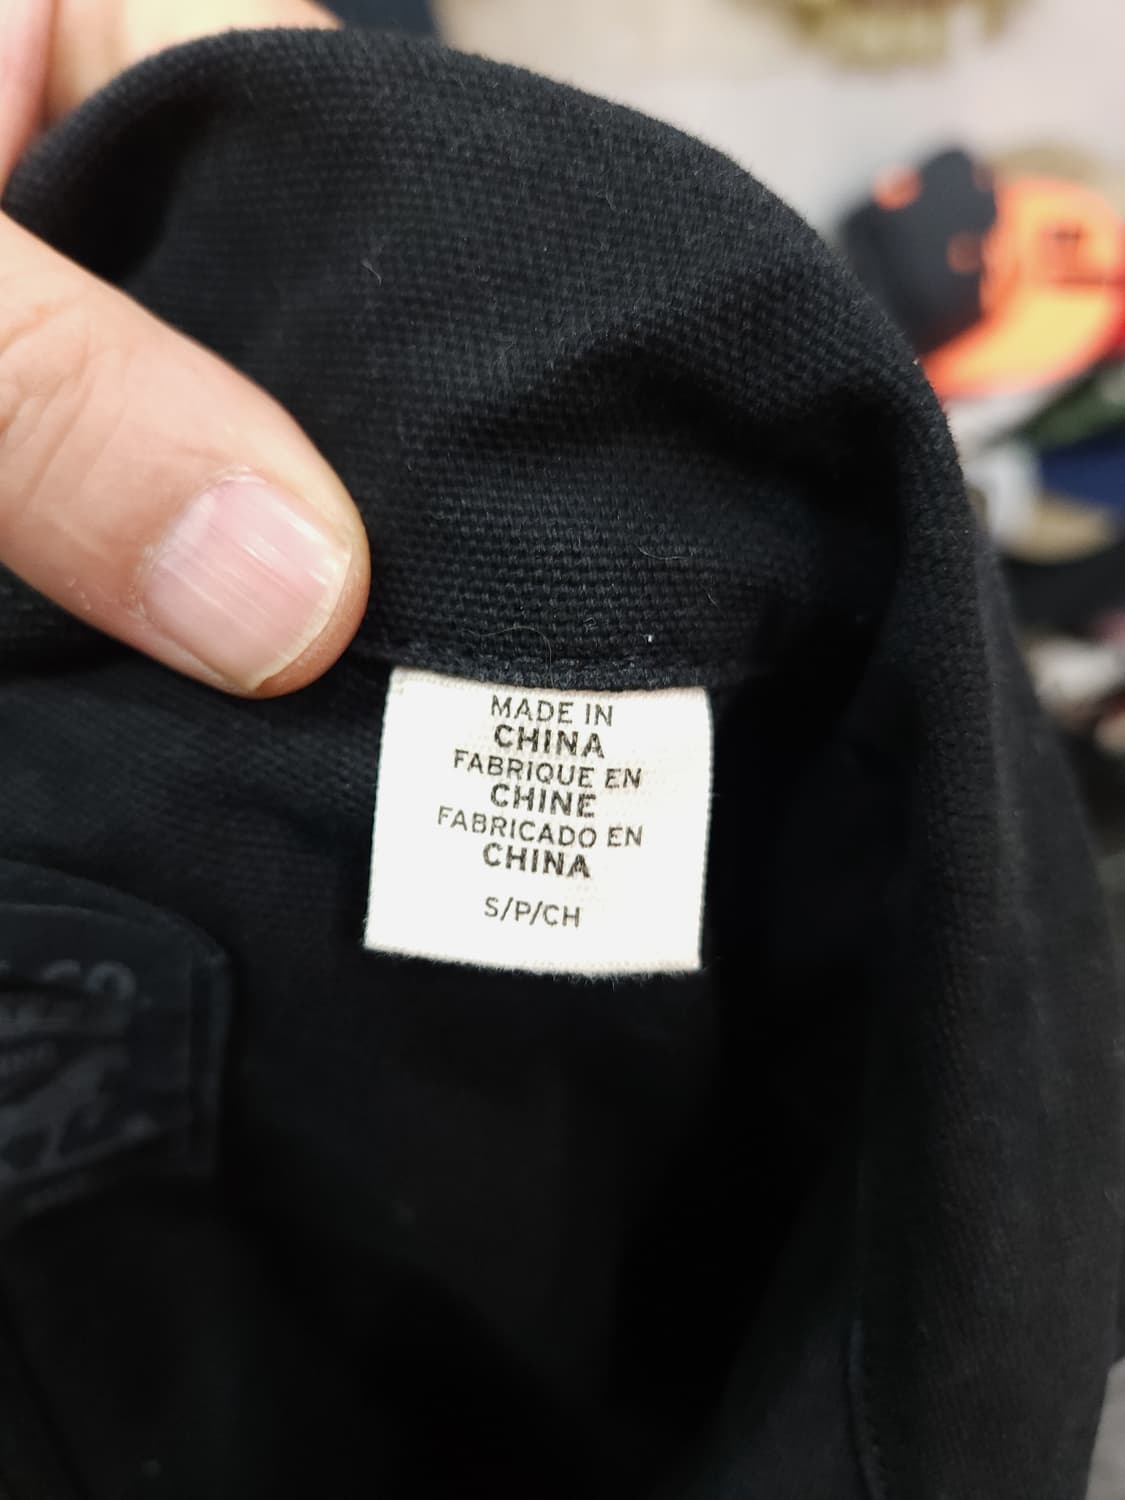 MADE IN
CHINA
FABRIQUE EN
CHINE
FABRICADO EN
CHINA
S/P/CH